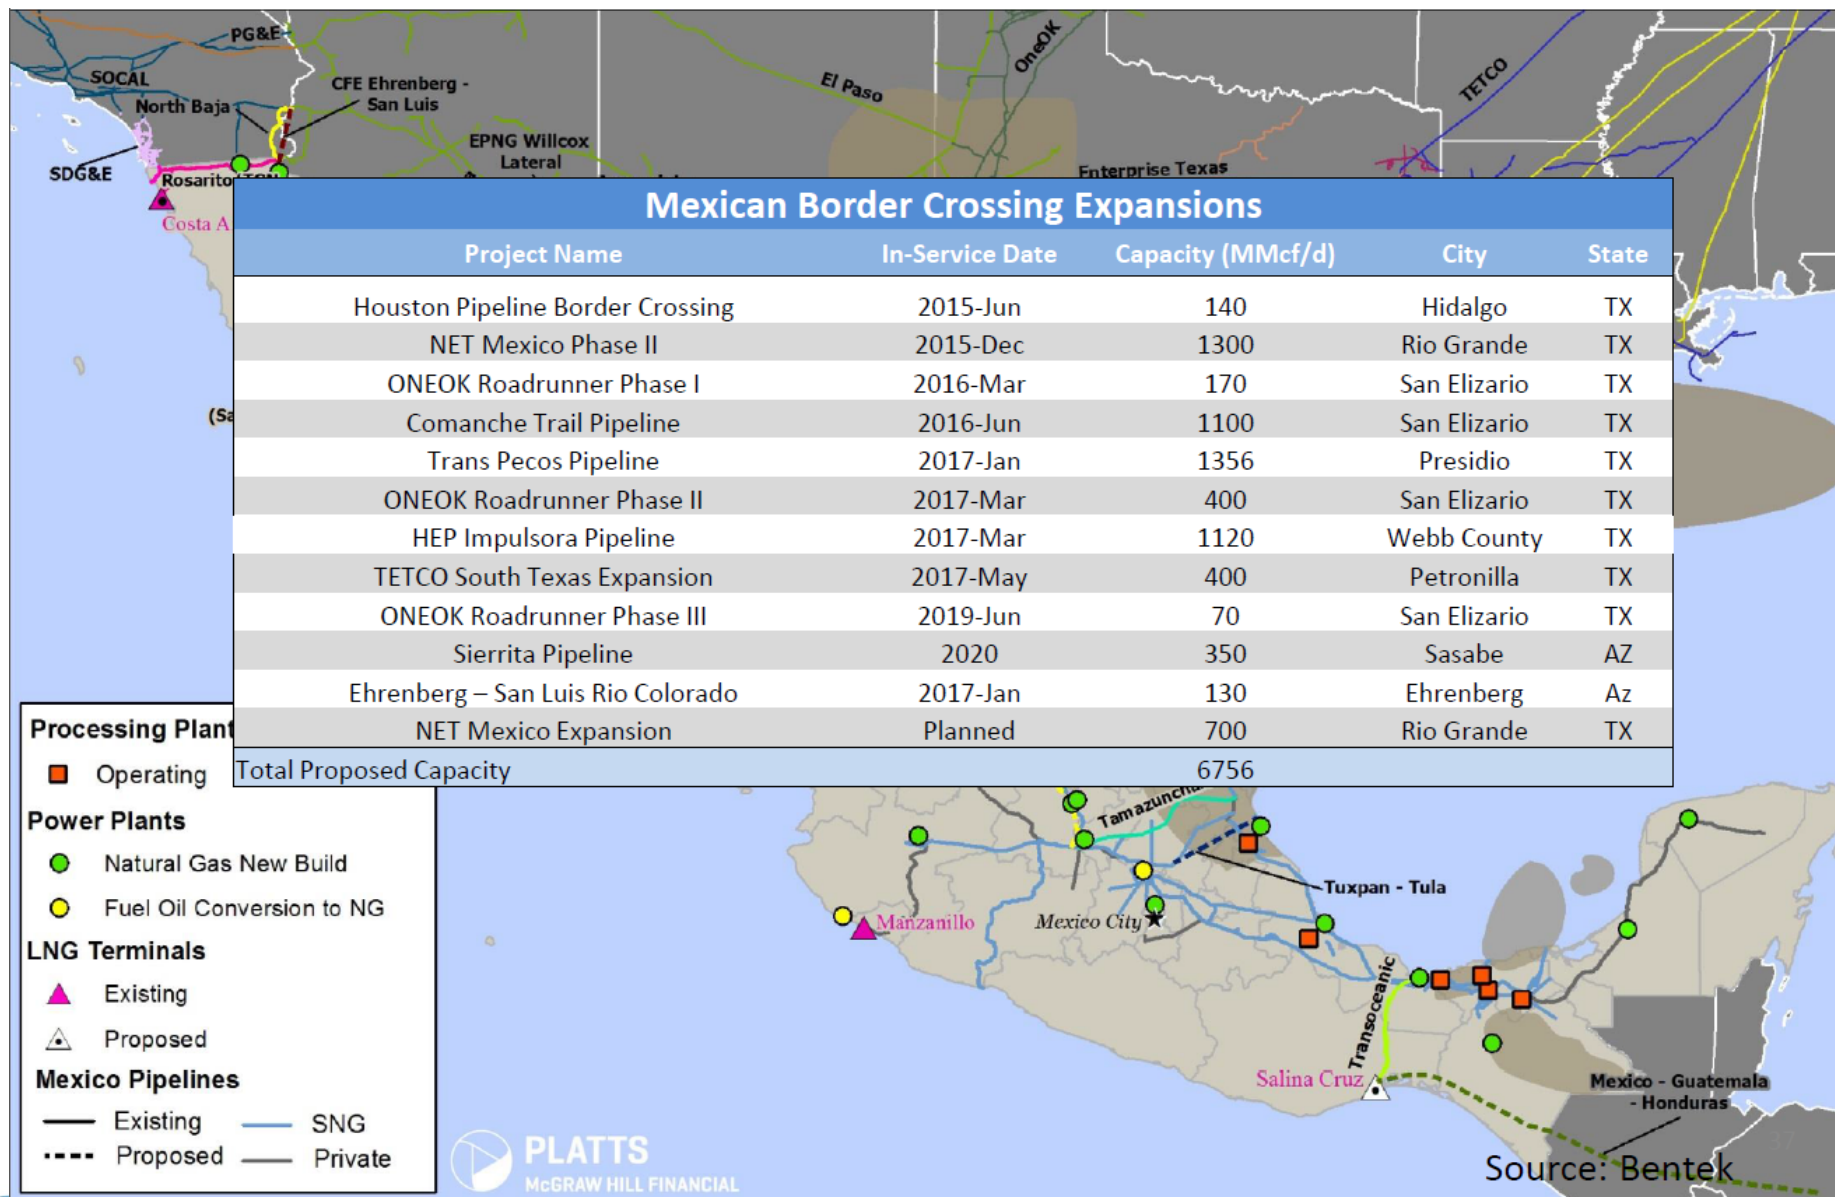 PG&E
SOCAL
North Baja
CFE Ehrenberg -
San Luis
EPNG Willcox
Lateral
El Paso
OneOK
TETCO
Enterprise Texas
SDG&E
Rosarito
Costa A
(Sa
Mexican Border Crossing Expansions
Project Name In-Service Date Capacity (MMcf/d) City State
Houston Pipeline Border Crossing 2015-Jun 140 Hidalgo TX
NET Mexico Phase II 2015-Dec 1300 Rio Grande TX
ONEOK Roadrunner Phase I 2016-Mar 170 San Elizario TX
Comanche Trail Pipeline 2016-Jun 1100 San Elizario TX
Trans Pecos Pipeline 2017-Jan 1356 Presidio TX
ONEOK Roadrunner Phase II 2017-Mar 400 San Elizario TX
HEP Impulsora Pipeline 2017-Mar 1120 Webb County TX
TETCO South Texas Expansion 2017-May 400 Petronilla TX
ONEOK Roadrunner Phase III 2019-Jun 70 San Elizario TX
Sierrita Pipeline 2020 350 Sasabe AZ
Ehrenberg – San Luis Rio Colorado 2017-Jan 130 Ehrenberg Az
NET Mexico Expansion Planned 700 Rio Grande TX
Total Proposed Capacity 6756
Processing Plant
Operating
Power Plants
Natural Gas New Build
Fuel Oil Conversion to NG
LNG Terminals
Existing
Proposed
Mexico Pipelines
Existing SNG
Proposed Private
Tamazuncha
Tuxpan - Tula
Manzanillo
Mexico City
Transoceanic
Salina Cruz
Mexico - Guatemala
- Honduras
37
PLATTS
McGRAW HILL FINANCIAL
Source: Bentek